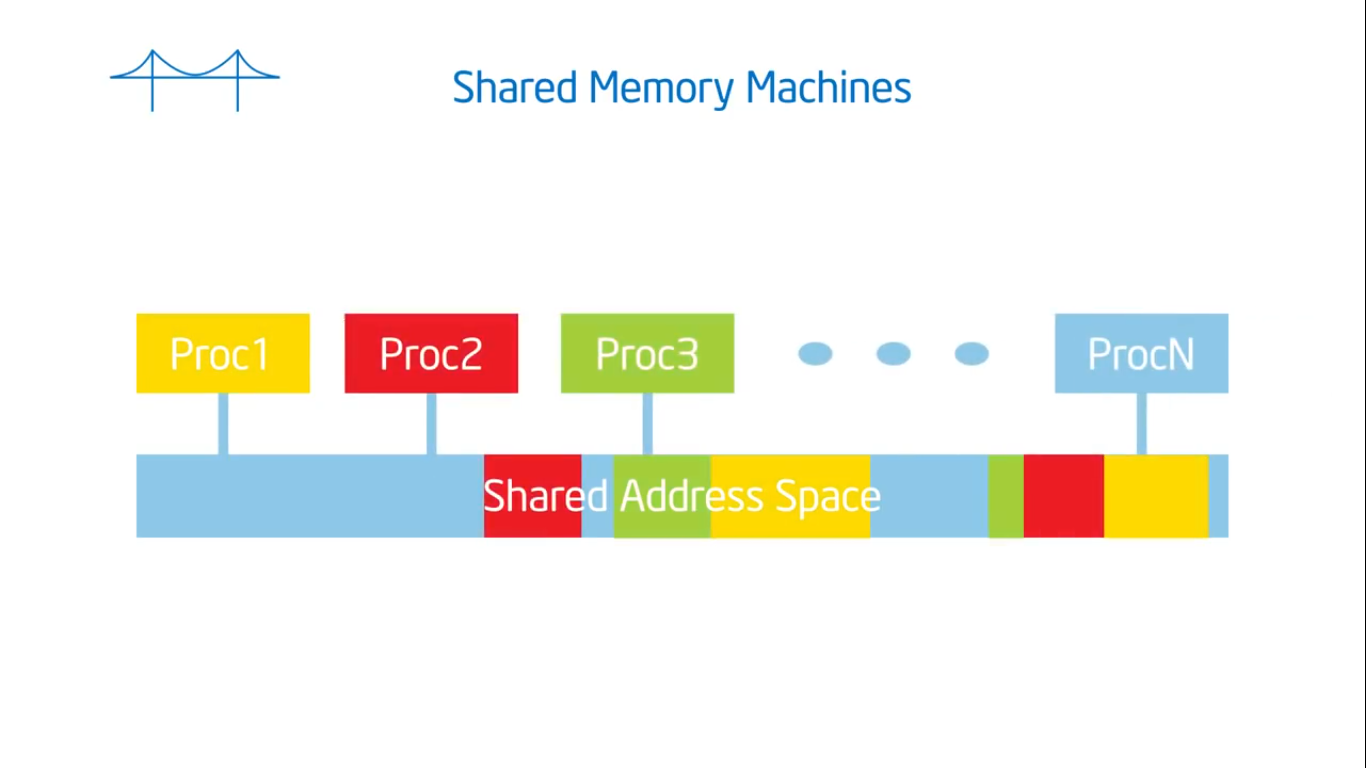 Shared Memory Machines
Proc1
Proc2
Proc3
ProcN
Shared Address Space